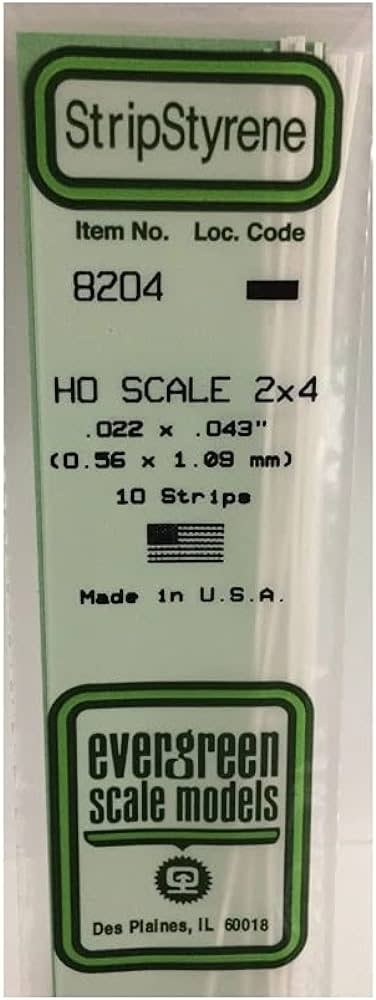 StripStyrene
Item No. Loc. Code
8204
HO SCALE 2x4
.022 x .043"
(0.56 x 1.09 mm)
10 Strips
Made in U.S.A.
evergreen
scale models
Des Plaines, IL 60018